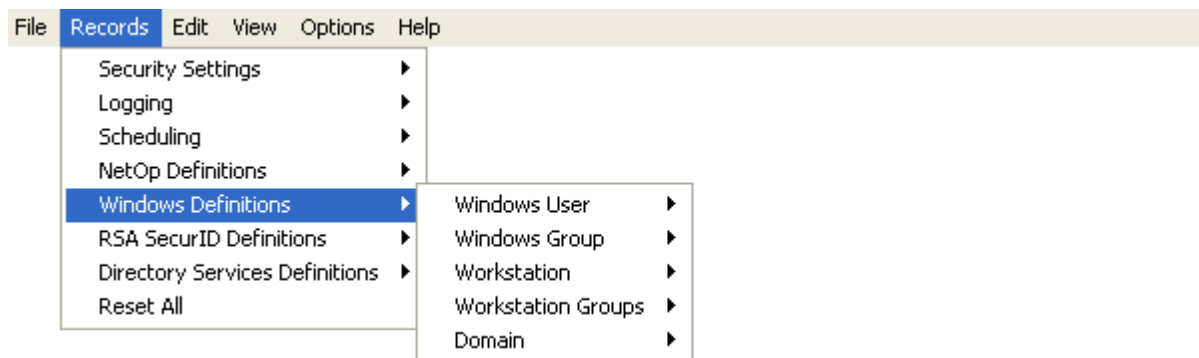 File Records Edit View Options Help
Security Settings
Logging
Scheduling
NetOp Definitions
Windows Definitions
RSA SecurID Definitions
Directory Services Definitions
Reset All
Windows User
Windows Group
Workstation
Workstation Groups
Domain